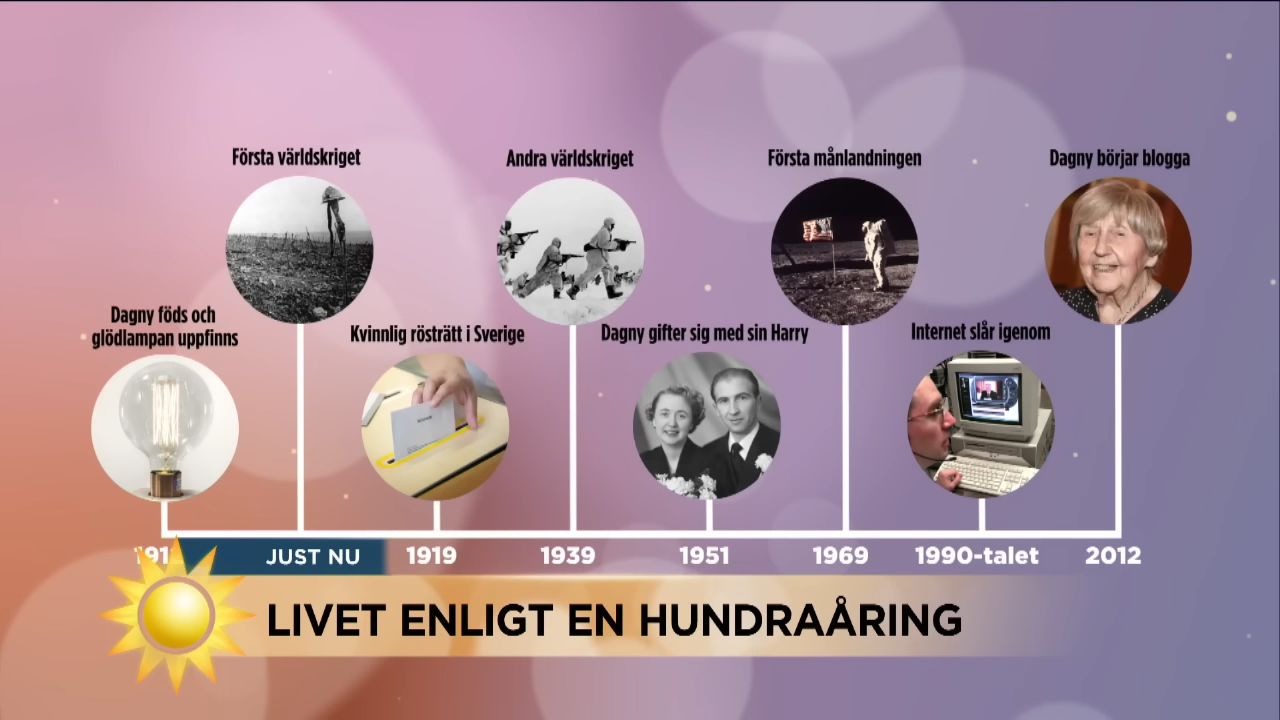 Första världskriget
Andra världskriget
Första månlandningen
Dagny börjar blogga
Dagny föds och
glödlampan uppfinns
Kvinnlig rösträtt i Sverige
Dagny gifter sig med sin Harry
Internet slår igenom
JUST NU
1919
1939
1951
1969
1990-talet
2012
LIVET ENLIGT EN HUNDRAÅRING